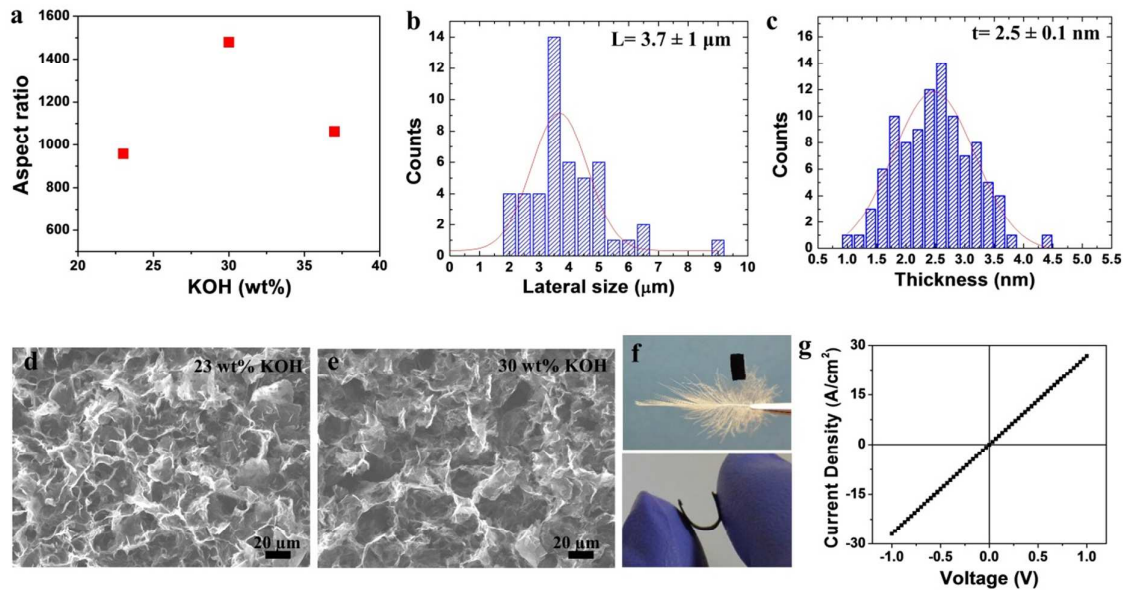 a
1600
1400
1200
1000
800
600
20 25 30 35 40
Aspect ratio
KOH (wt%)
b
L= 3.7 ± 1 μm
14
12
10
8
6
4
2
0
0 1 2 3 4 5 6 7 8 9 10
Counts
Lateral size (μm)
c
t= 2.5 ± 0.1 nm
16
14
12
10
8
6
4
2
0
0.5 1.0 1.5 2.0 2.5 3.0 3.5 4.0 4.5 5.5
Counts
Thickness (nm)
d
23 wt% KOH
20 μm
e
30 wt% KOH
20 μm
f
g
30
15
0
-15
-30
-1.0 -0.5 0.0 0.5 1.0
Current Density (A/cm²)
Voltage (V)